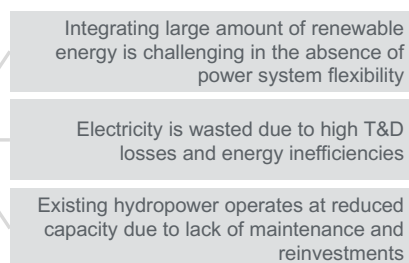 Integrating large amount of renewable
energy is challenging in the absence of
power system flexibility
Electricity is wasted due to high T&D
losses and energy inefficiencies
Existing hydropower operates at reduced
capacity due to lack of maintenance and
reinvestments